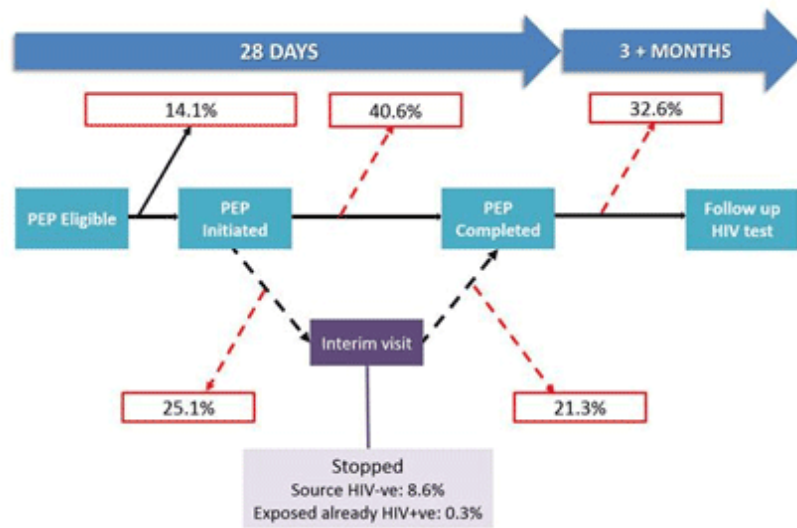 28 DAYS
3 + MONTHS
14.1%
40.6%
32.6%
PEP Eligible
PEP
Initiated
PEP
Completed
Follow up
HIV test
Interim visit
25.1%
21.3%
Stopped
Source HIV-ve: 8.6%
Exposed already HIV+ve: 0.3%